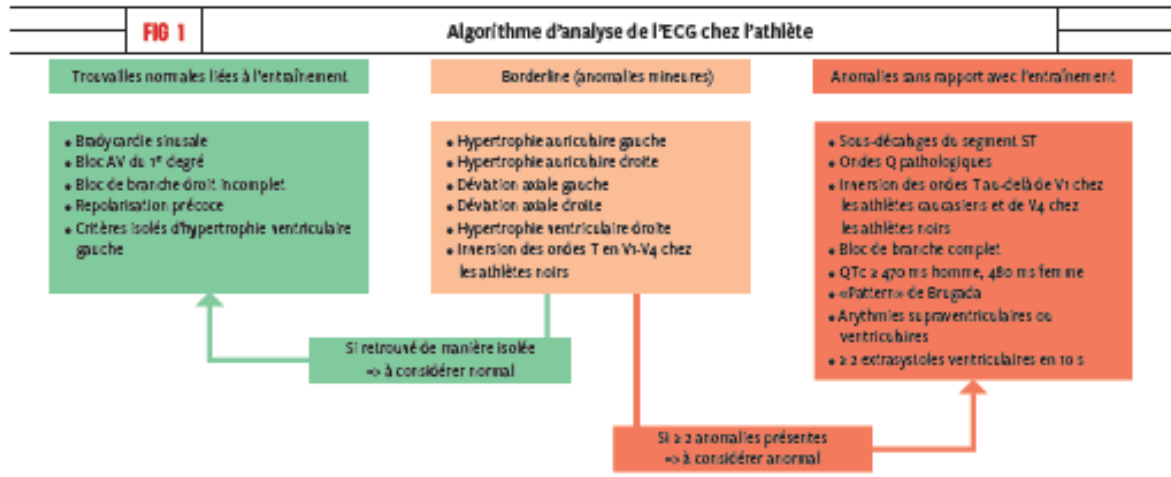 FIG 1
Algorithme d'analyse de l'ECG chez l'athlète
Trouvailles normales liées à l'entraînement
Borderline (anomalies mineures)
Anomalies sans rapport avec l'entraînement
• Bradycardie sinusale
• Bloc AV du 1er degré
• Bloc de branche droit incomplet
• Repolarisation précoce
• Critères isolés d'hypertrophie ventriculaire
gauche
• Hypertrophie auriculaire gauche
• Hypertrophie auriculaire droite
• Déviation axiale gauche
• Déviation axiale droite
• Hypertrophie ventriculaire droite
• Inversion des ondes T en V1-V4 chez
les athlètes noirs
• Sous-décalages du segment ST
• Ondes Q pathologiques
• Inversion des ondes T au-delà de V1 chez
les athlètes caucasiens et de V4 chez
les athlètes noirs
• Bloc de branche complet
• QTc ≥ 470 ms homme, 480 ms femme
• «Pattern» de Brugada
• Arythmies supraventriculaires ou
ventriculaires
• ≥ 2 extrasystoles ventriculaires en 10 s
Si retrouvé de manière isolée
=> à considérer normal
Si ≥ 2 anomalies présentes
=> à considérer anormal